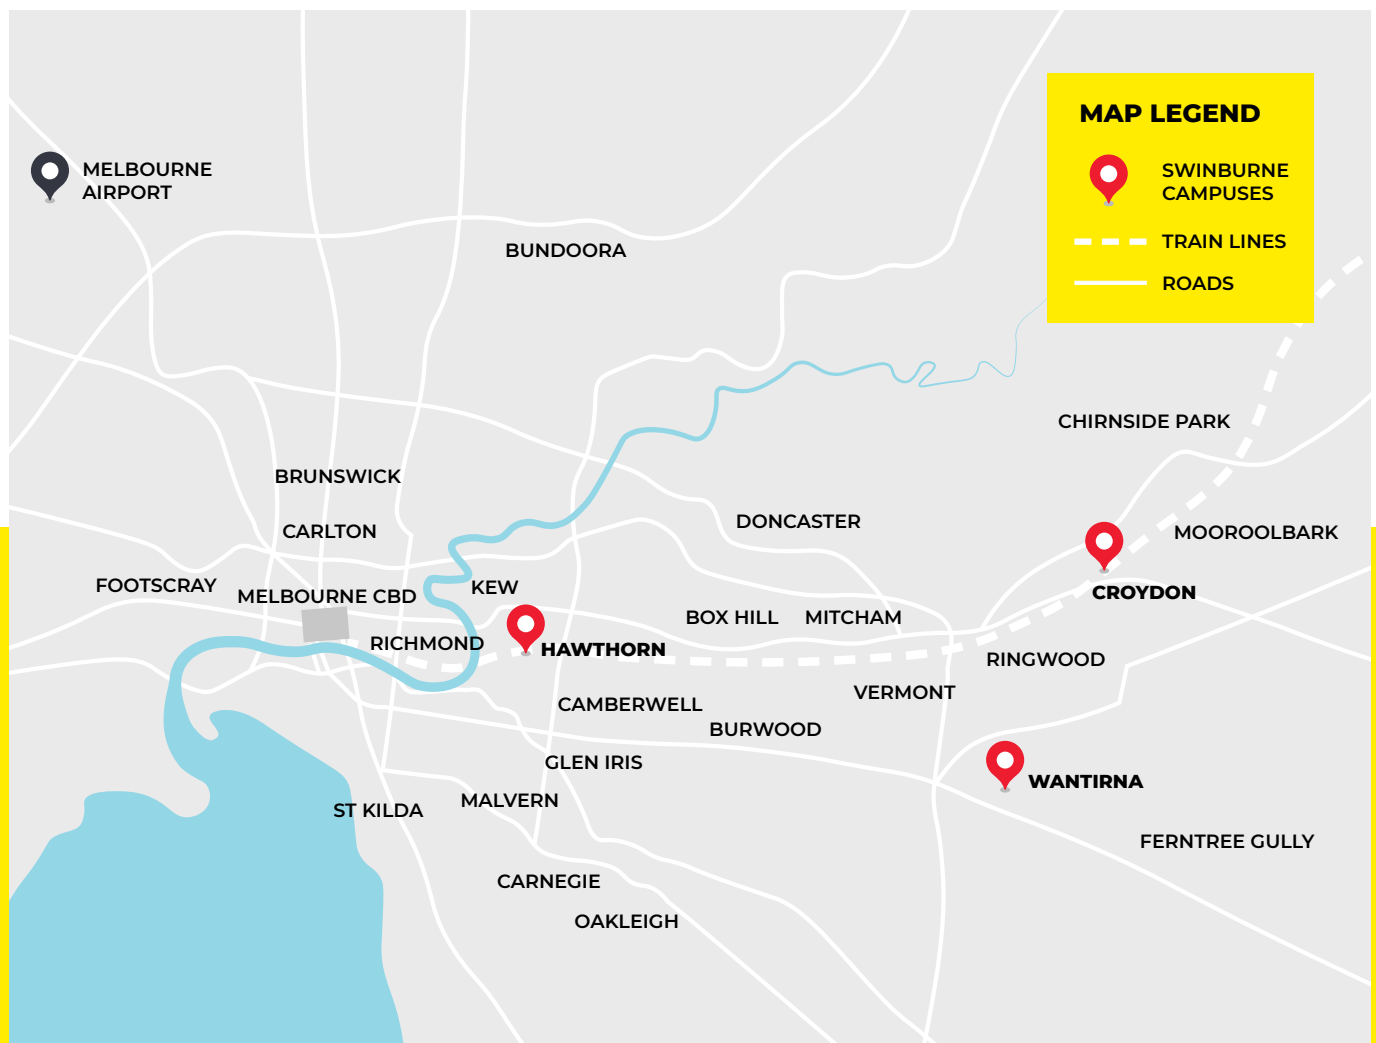 MAP LEGEND
SWINBURNE
CAMPUSES
TRAIN LINES
ROADS
MELBOURNE
AIRPORT
BUNDOORA
CHIRNSIDE PARK
BRUNSWICK
DONCASTER
CARLTON
MOOROOLBARK
FOOTSCRAY
KEW
MELBOURNE CBD
CROYDON
BOX HILL
MITCHAM
RICHMOND
HAWTHORN
RINGWOOD
VERMONT
CAMBERWELL
BURWOOD
GLEN IRIS
WANTIRNA
MALVERN
ST KILDA
FERNTREE GULLY
CARNEGIE
OAKLEIGH